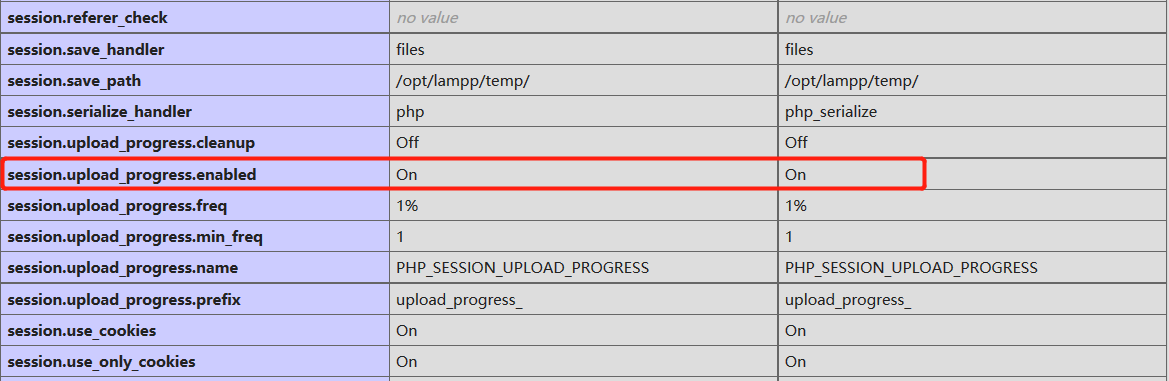 session.referer_check no value no value
session.save_handler files files
session.save_path /opt/lampp/temp/ /opt/lampp/temp/
session.serialize_handler php php_serialize
session.upload_progress.cleanup Off Off
session.upload_progress.enabled On On
session.upload_progress.freq 1% 1%
session.upload_progress.min_freq 1 1
session.upload_progress.name PHP_SESSION_UPLOAD_PROGRESS PHP_SESSION_UPLOAD_PROGRESS
session.upload_progress.prefix upload_progress_ upload_progress_
session.use_cookies On On
session.use_only_cookies On On